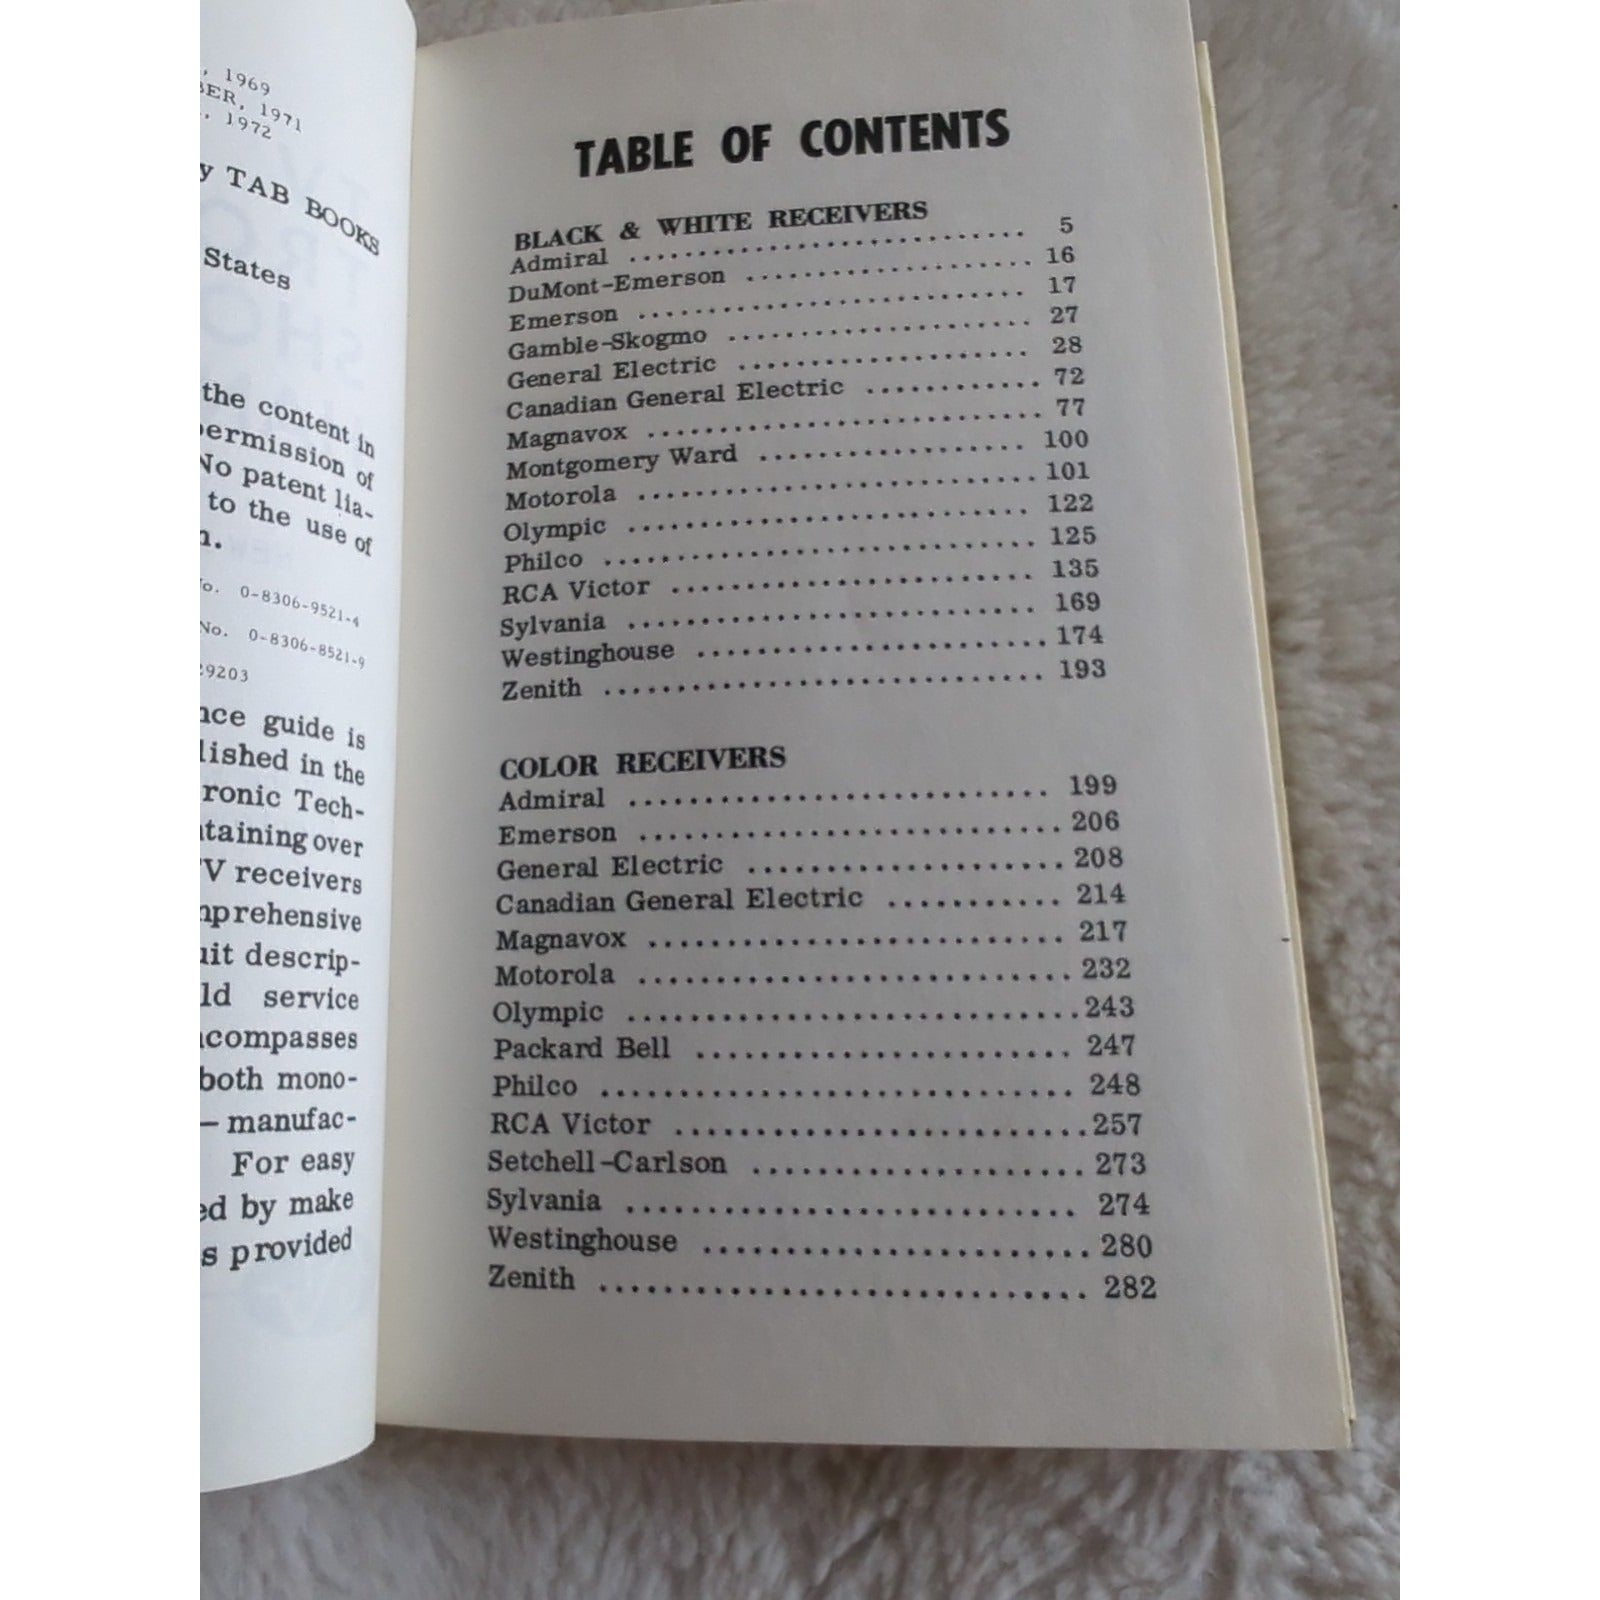 , 1969
BER, 1971
, 1972
y TAB BOOKS
States
the content in
permission of
No patent lia-
to the use of
n.
No. 0-8306-9521-4
No. 0-8306-8521-9
29203
nce guide is
lished in the
ronic Tech-
ntaining over
TV receivers
mprehensive
uit descrip-
ld service
ncompasses
both mono-
— manufac-
For easy
ed by make
s provided
TABLE OF CONTENTS
BLACK & WHITE RECEIVERS
Admiral .............................. 5
DuMont-Emerson ..................... 16
Emerson ............................. 17
Gamble-Skogmo ...................... 27
General Electric .................... 28
Canadian General Electric ............ 72
Magnavox ............................ 77
Montgomery Ward .................... 100
Motorola ............................ 101
Olympic ............................. 122
Philco .............................. 125
RCA Victor .......................... 135
Sylvania ............................ 169
Westinghouse ........................ 174
Zenith .............................. 193
COLOR RECEIVERS
Admiral ............................. 199
Emerson ............................. 206
General Electric .................... 208
Canadian General Electric ........... 214
Magnavox ............................ 217
Motorola ............................ 232
Olympic ............................. 243
Packard Bell ........................ 247
Philco .............................. 248
RCA Victor .......................... 257
Setchell-Carlson .................... 273
Sylvania ............................ 274
Westinghouse ........................ 280
Zenith .............................. 282